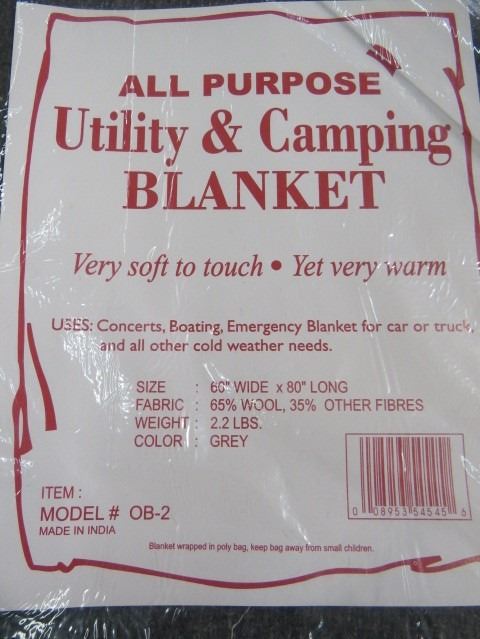 ALL PURPOSE
Utility & Camping
BLANKET
Very soft to touch • Yet very warm
USES: Concerts, Boating, Emergency Blanket for car or truck,
and all other cold weather needs.
SIZE : 60" WIDE x 80" LONG
FABRIC : 65% WOOL, 35% OTHER FIBRES
WEIGHT : 2.2 LBS.
COLOR : GREY
ITEM :
MODEL # OB-2
MADE IN INDIA
0 08953 54545 6
Blanket wrapped in poly bag, keep bag away from small children.